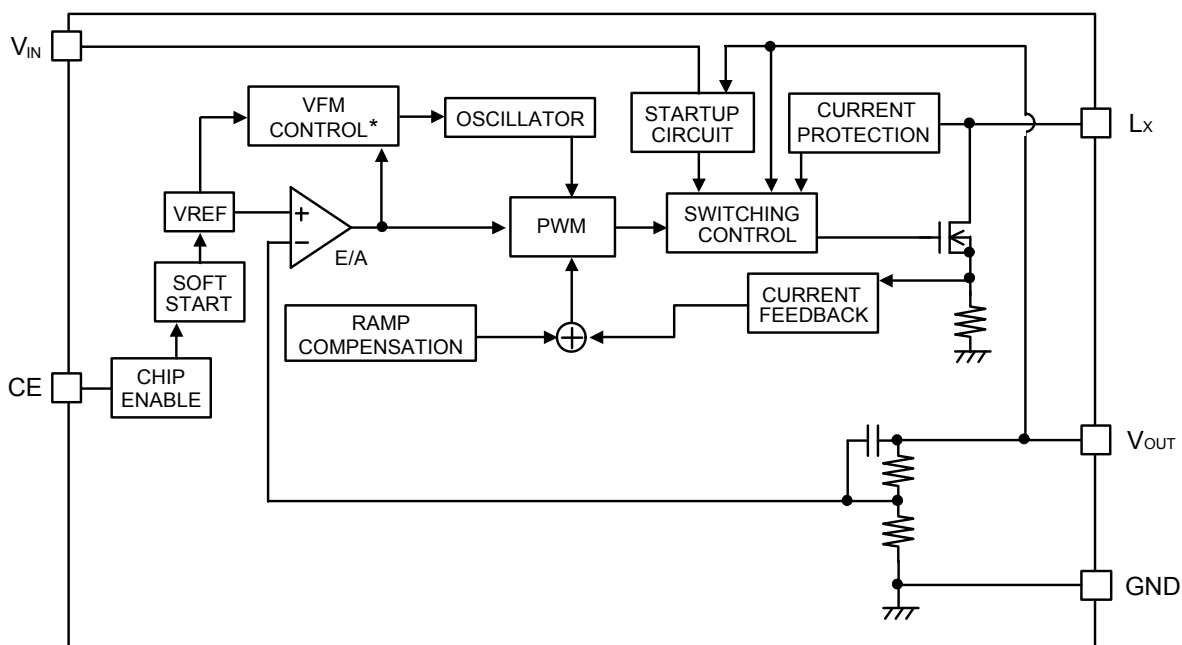 VIN
VFM
CONTROL*
OSCILLATOR
STARTUP
CIRCUIT
CURRENT
PROTECTION
LX
VREF
+
−
E/A
PWM
SWITCHING
CONTROL
SOFT
START
RAMP
COMPENSATION
+
CURRENT
FEEDBACK
CE
CHIP
ENABLE
VOUT
GND